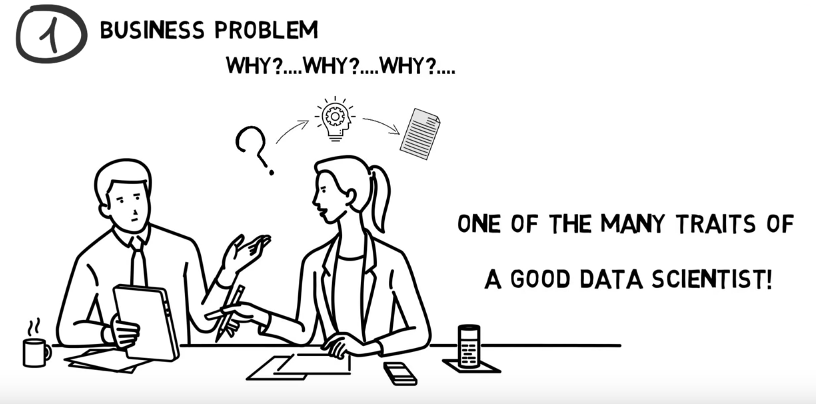 1 BUSINESS PROBLEM
WHY?....WHY?....WHY?....
?
ONE OF THE MANY TRAITS OF
A GOOD DATA SCIENTIST!